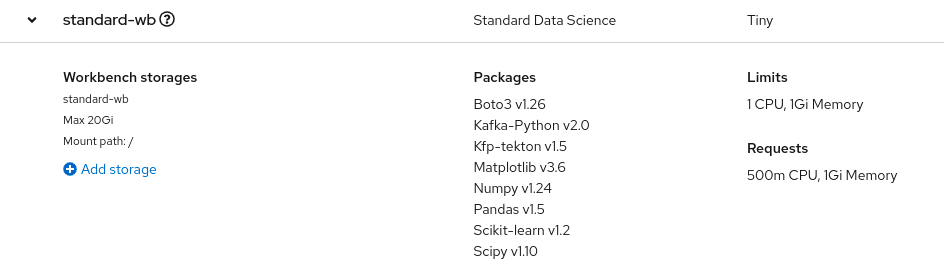 standard-wb
Standard Data Science
Tiny
Workbench storages
standard-wb
Max 20Gi
Mount path: /
Add storage
Packages
Boto3 v1.26
Kafka-Python v2.0
Kfp-tekton v1.5
Matplotlib v3.6
Numpy v1.24
Pandas v1.5
Scikit-learn v1.2
Scipy v1.10
Limits
1 CPU, 1Gi Memory
Requests
500m CPU, 1Gi Memory